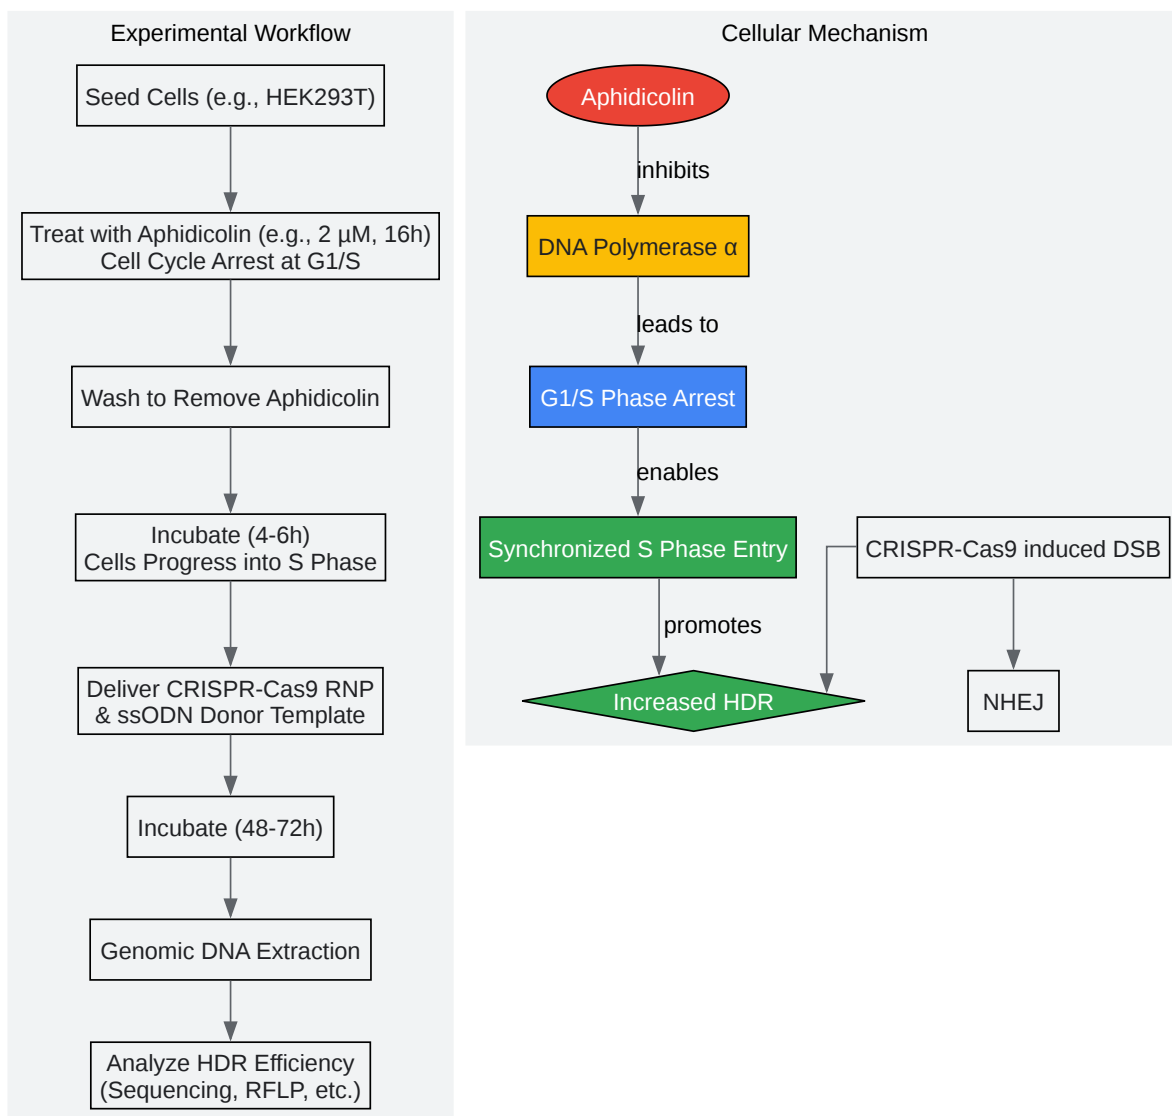 Experimental Workflow
Seed Cells (e.g., HEK293T)
Treat with Aphidicolin (e.g., 2 µM, 16h)
Cell Cycle Arrest at G1/S
Wash to Remove Aphidicolin
Incubate (4-6h)
Cells Progress into S Phase
Deliver CRISPR-Cas9 RNP
& ssODN Donor Template
Incubate (48-72h)
Genomic DNA Extraction
Analyze HDR Efficiency
(Sequencing, RFLP, etc.)
Cellular Mechanism
Aphidicolin
inhibits
DNA Polymerase α
leads to
G1/S Phase Arrest
enables
Synchronized S Phase Entry
CRISPR-Cas9 induced DSB
promotes
Increased HDR
NHEJ